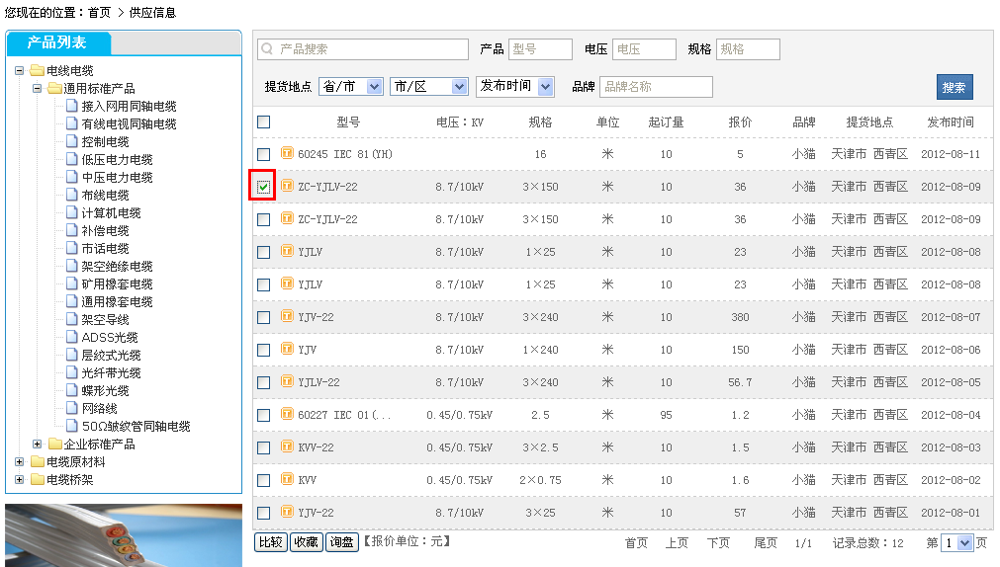 您现在的位置：首页 > 供应信息
产品列表
电线电缆
通用标准产品
接入网用同轴电缆
有线电视同轴电缆
控制电缆
低压电力电缆
中压电力电缆
布线电缆
计算机电缆
补偿电缆
市话电缆
架空绝缘电缆
矿用橡套电缆
通用橡套电缆
架空导线
ADSS光缆
层绞式光缆
光纤带光缆
蝶形光缆
网络线
50Ω皱纹管同轴电缆
企业标准产品
电缆原材料
电缆桥架
产品搜索 产品 型号 电压 电压 规格 规格
提货地点 省/市 市/区 发布时间 品牌 品牌名称 搜索
型号 电压：KV 规格 单位 起订量 报价 品牌 提货地点 发布时间
60245 IEC 81(YH) 16 米 10 5 小猫 天津市 西青区 2012-08-11
ZC-YJLV-22 8.7/10kV 3×150 米 10 36 小猫 天津市 西青区 2012-08-09
ZC-YJLV-22 8.7/10kV 3×150 米 10 36 小猫 天津市 西青区 2012-08-09
YJLV 8.7/10kV 1×25 米 10 23 小猫 天津市 西青区 2012-08-08
YJLV 8.7/10kV 1×25 米 10 23 小猫 天津市 西青区 2012-08-08
YJV-22 8.7/10kV 3×240 米 10 380 小猫 天津市 西青区 2012-08-07
YJV 8.7/10kV 1×240 米 10 150 小猫 天津市 西青区 2012-08-06
YJLV-22 8.7/10kV 3×240 米 10 56.7 小猫 天津市 西青区 2012-08-05
60227 IEC 01(... 0.45/0.75kV 2.5 米 95 1.2 小猫 天津市 西青区 2012-08-04
KVV-22 0.45/0.75kV 3×2.5 米 10 1.5 小猫 天津市 西青区 2012-08-03
KVV 0.45/0.75kV 2×0.75 米 10 1.6 小猫 天津市 西青区 2012-08-02
YJV-22 8.7/10kV 3×25 米 10 57 小猫 天津市 西青区 2012-08-01
比较 收藏 询盘 【报价单位：元】 首页 上页 下页 尾页 1/1 记录总数：12 第 1 页